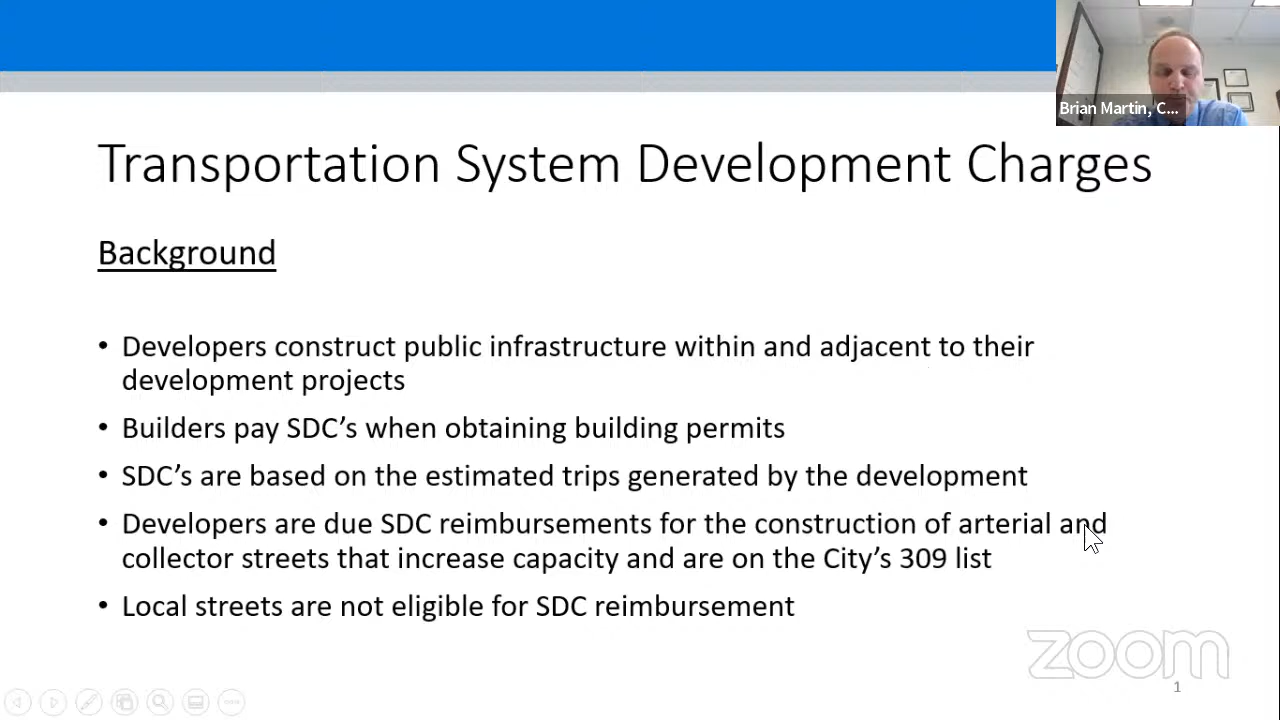 Brian Martin, C...
Transportation System Development Charges
Background
• Developers construct public infrastructure within and adjacent to their
development projects
• Builders pay SDC’s when obtaining building permits
• SDC’s are based on the estimated trips generated by the development
• Developers are due SDC reimbursements for the construction of arterial and
collector streets that increase capacity and are on the City’s 309 list
• Local streets are not eligible for SDC reimbursement
zoom
1